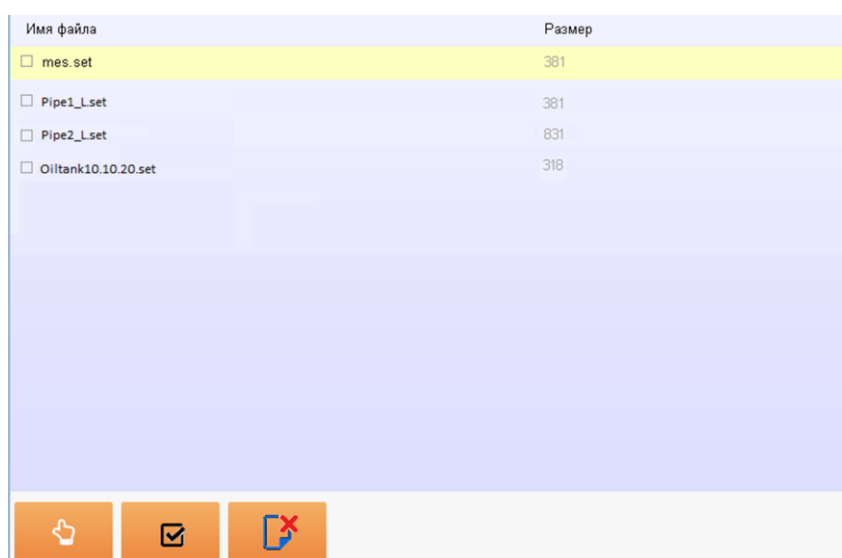 Имя файла Размер
mes.set 381
Pipe1_L.set 381
Pipe2_L.set 831
Oiltank10.10.20.set 318